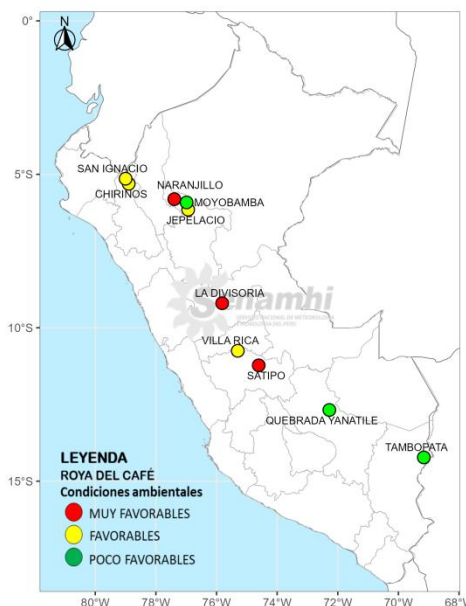 N
0°
SAN IGNACIO
NARANJILLO
5°S
CHIRINOS
MOYOBAMBA
JEPELACIO
LA DIVISORIA
Senamhi
10°S
VILLA RICA
SATIPO
QUEBRADA YANATILE
TAMBOPATA
LEYENDA
15°S
ROYA DEL CAFÉ
Condiciones ambientales
MUY FAVORABLES
FAVORABLES
POCO FAVORABLES
80°W 78°W 76°W 74°W 72°W 70°W 68°W